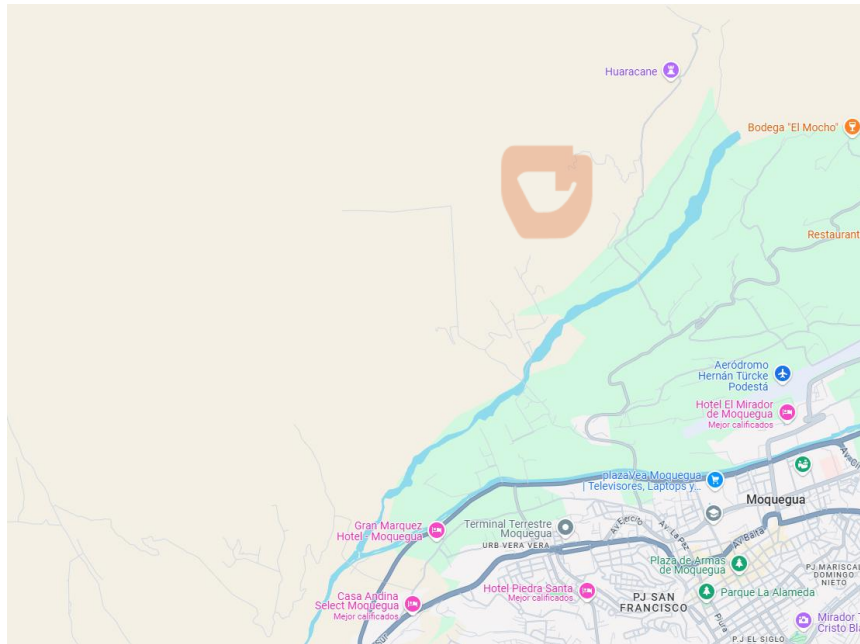 Huaracane
Bodega "El Mocho"
Restaurant
Aeródromo
Hernán Türcke
Podestá
Hotel El Mirador
de Moquegua
Mejor calificados
plazaVea Moquegua
| Televisores, Laptops y...
Moquegua
Gran Marquez
Hotel - Moquegua
Terminal Terrestre
Moquegua
URB VERA VERA
Av Ejército
Av. La Paz
Av Balta
Plaza de Armas
de Moquegua
PJ MARISCAL
DOMINGO
NIETO
Casa Andina
Select Moquegua
Mejor calificados
Hotel Piedra Santa
Mejor calificados
PJ SAN
FRANCISCO
Parque La Alameda
Piura
Mirador T
Cristo Bla
PJ EL SIGLO